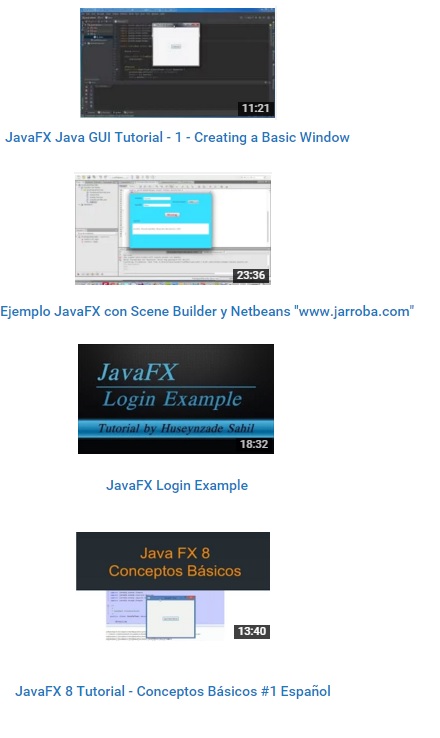 11:21
JavaFX Java GUI Tutorial - 1 - Creating a Basic Window
23:36
Ejemplo JavaFX con Scene Builder y Netbeans "www.jarroba.com"
JavaFX
Login Example
Tutorial by Huseynzade Sahil
18:32
JavaFX Login Example
Java FX 8
Conceptos Básicos
13:40
JavaFX 8 Tutorial - Conceptos Básicos #1 Español